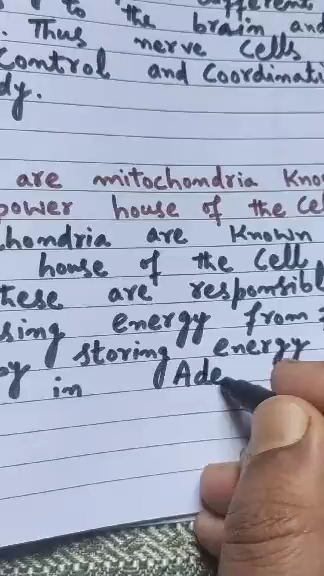 to the brain and
. Thus nerve cells
control and coordinati
dy.
are mitochondria kno
power house of the cel
chondria are known
house of the cell
these are responsibl
sing energy from
storing energy
in (Ade